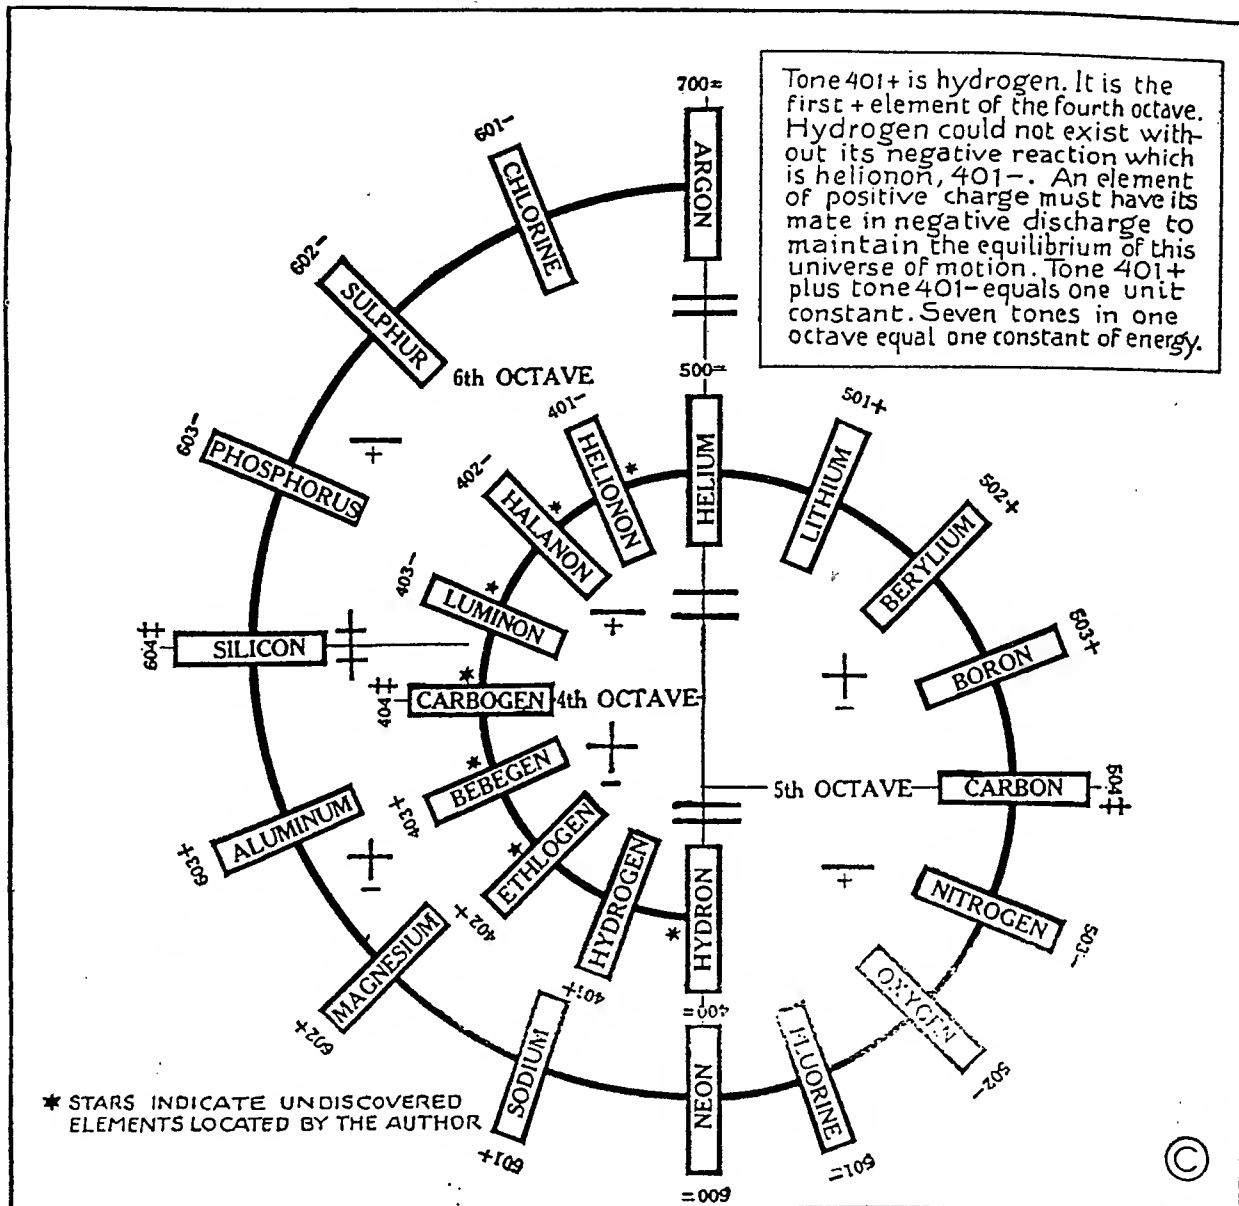 Tone 401+ is hydrogen. It is the
first + element of the fourth octave.
Hydrogen could not exist with-
out its negative reaction which
is helionon, 401-. An element
of positive charge must have its
mate in negative discharge to
maintain the equilibrium of this
universe of motion. Tone 401+
plus tone 401- equals one unit
constant. Seven tones in one
octave equal one constant of energy.
700=
ARGON
601-
CHLORINE
602-
SULPHUR
6th OCTAVE
603-
PHOSPHORUS
604‡
SILICON
603+
ALUMINUM
602+
MAGNESIUM
601+
SODIUM
600=
NEON
500=
HELIUM
401-
HELIONON *
402-
HALANON *
403-
LUMINON *
404‡
CARBOGEN *
4th OCTAVE
403+
BEBEGEN *
402+
ETHLOGEN *
401+
HYDROGEN
400=
HYDRON *
501+
LITHIUM
502+
BERYLIUM
503+
BORON
5th OCTAVE
504‡
CARBON
503-
NITROGEN
502-
OXYGEN
601=
FLUORINE
+
-
-
+
* STARS INDICATE UNDISCOVERED
ELEMENTS LOCATED BY THE AUTHOR
©